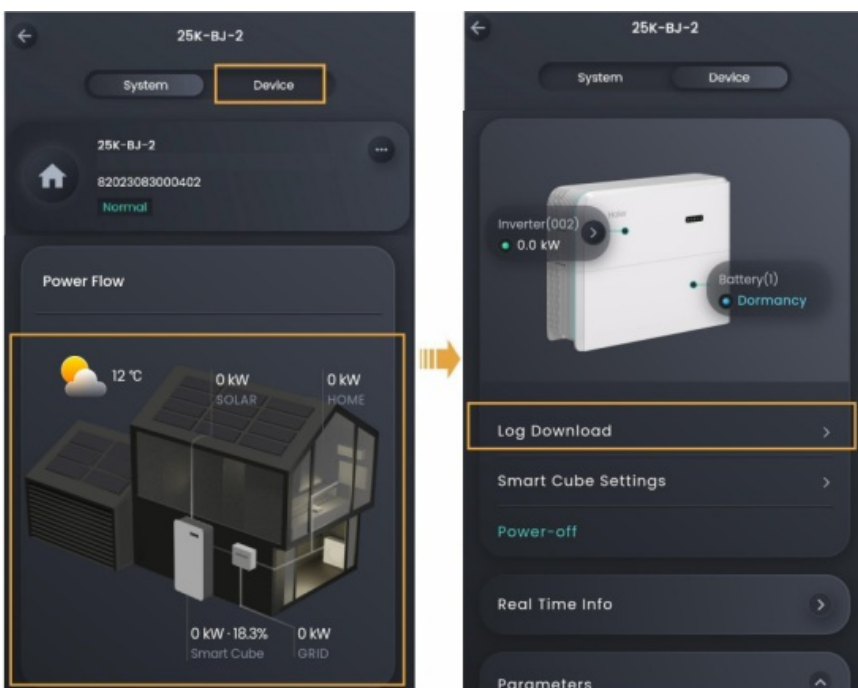 25K-BJ-2
System Device
25K-BJ-2
82023083000402
Normal
Power Flow
12 °C
0 kW
SOLAR
0 kW
HOME
0 kW · 18.3%
Smart Cube
0 kW
GRID
25K-BJ-2
System Device
Haier
Inverter(002)
0.0 kW
Battery(1)
Dormancy
Log Download
Smart Cube Settings
Power-off
Real Time Info
Parameters